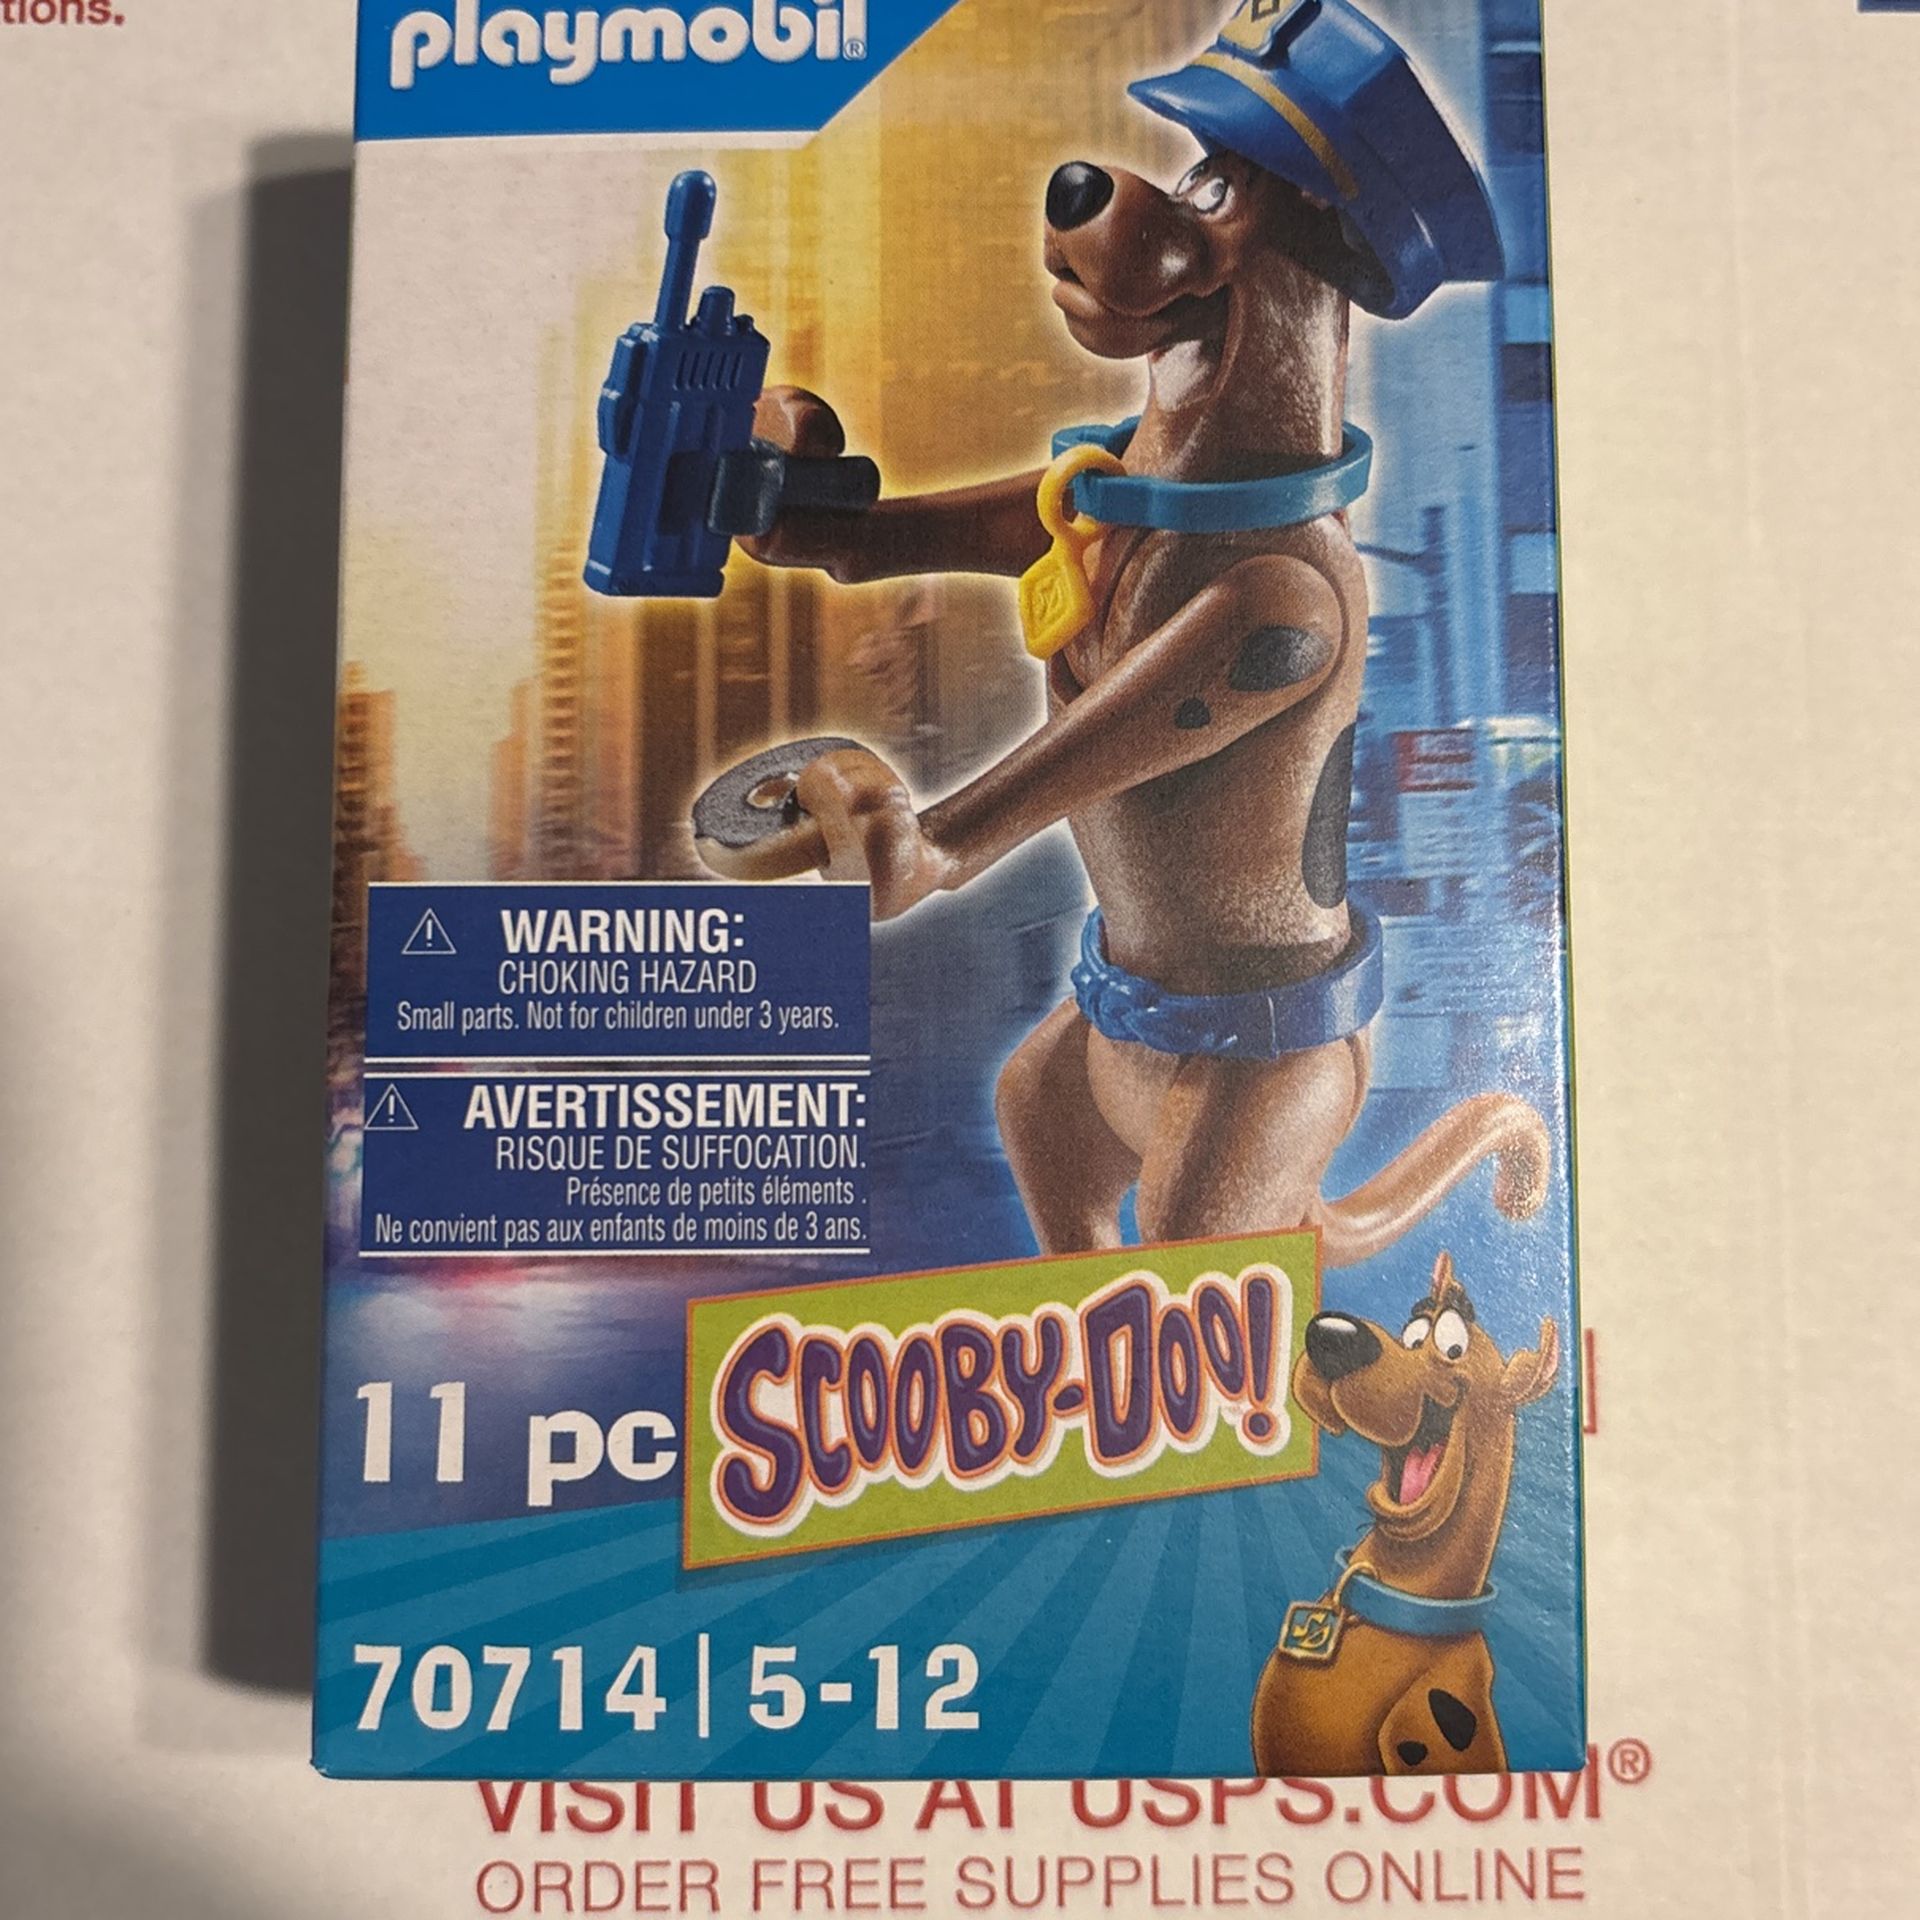 tions.
playmobil®
WARNING:
CHOKING HAZARD
Small parts. Not for children under 3 years.
AVERTISSEMENT:
RISQUE DE SUFFOCATION.
Présence de petits éléments .
Ne convient pas aux enfants de moins de 3 ans.
11 pc
SCOOBY-DOO!
SD
70714 | 5-12
VISIT US AT USPS.COM®
ORDER FREE SUPPLIES ONLINE